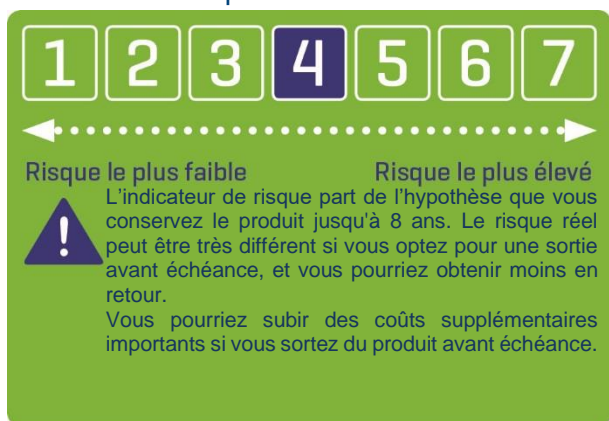 1 2 3 4 5 6 7
Risque le plus faible Risque le plus élevé
L'indicateur de risque part de l'hypothèse que vous
conservez le produit jusqu'à 8 ans. Le risque réel
peut être très différent si vous optez pour une sortie
avant échéance, et vous pourriez obtenir moins en
retour.
Vous pourriez subir des coûts supplémentaires
importants si vous sortez du produit avant échéance.